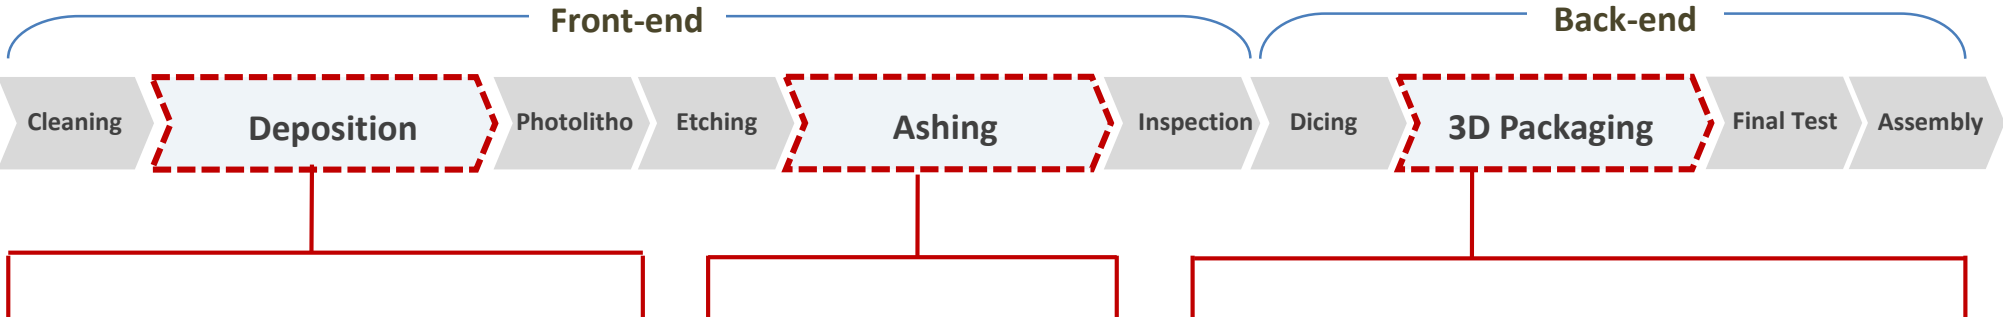 Front-end
Back-end
Cleaning
Deposition
Photolitho
Etching
Ashing
Inspection
Dicing
3D Packaging
Final Test
Assembly